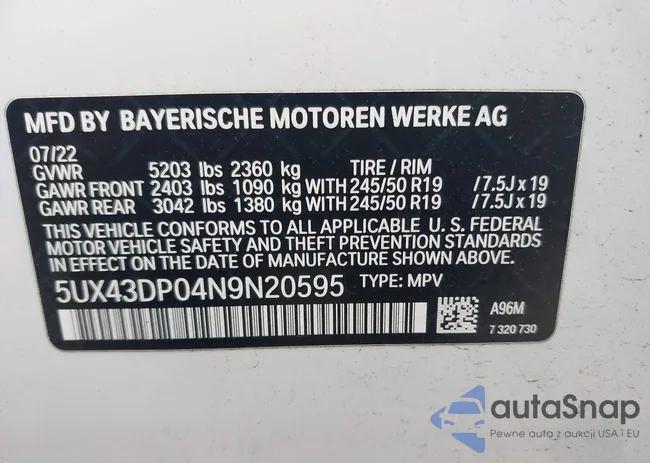 MFD BY BAYERISCHE MOTOREN WERKE AG
07/22
GVWR 5203 lbs 2360 kg TIRE / RIM
GAWR FRONT 2403 lbs 1090 kg WITH 245/50 R19 / 7.5J x 19
GAWR REAR 3042 lbs 1380 kg WITH 245/50 R19 / 7.5J x 19
THIS VEHICLE CONFORMS TO ALL APPLICABLE U. S. FEDERAL
MOTOR VEHICLE SAFETY AND THEFT PREVENTION STANDARDS
IN EFFECT ON THE DATE OF MANUFACTURE SHOWN ABOVE.
5UX43DP04N9N20595 TYPE: MPV
A96M
7 320 730
autaSnap
Pewne auto z aukcji USA i EU